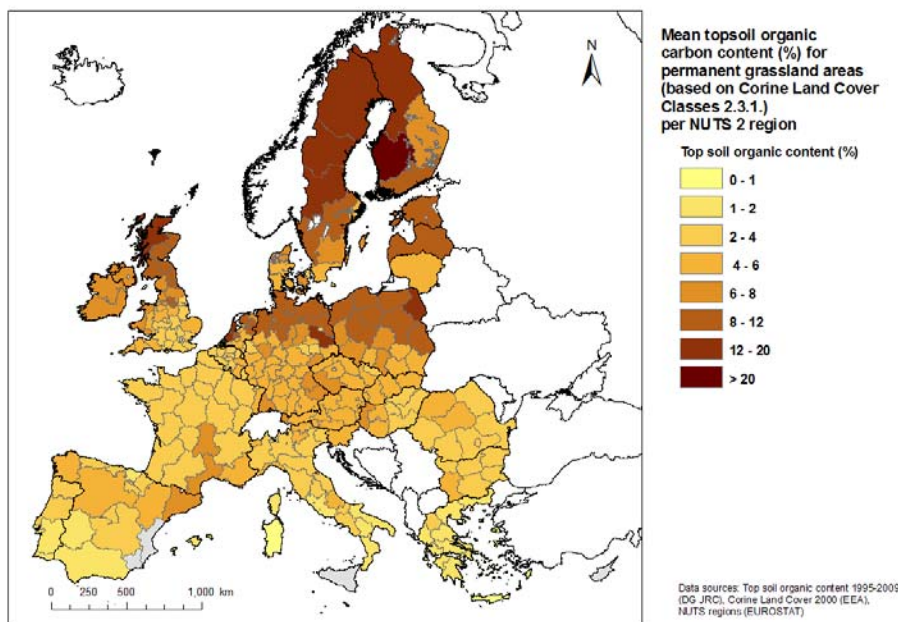 Mean topsoil organic
carbon content (%) for
permanent grassland areas
(based on Corine Land Cover
Classes 2.3.1.)
per NUTS 2 region
Top soil organic content (%)
0 - 1
1 - 2
2 - 4
4 - 6
6 - 8
8 - 12
12 - 20
> 20
N
0 250 500 1,000 km
Data sources: Top soil organic content 1995-2009
(DG JRC), Corine Land Cover 2000 (EEA),
NUTS regions (EUROSTAT)